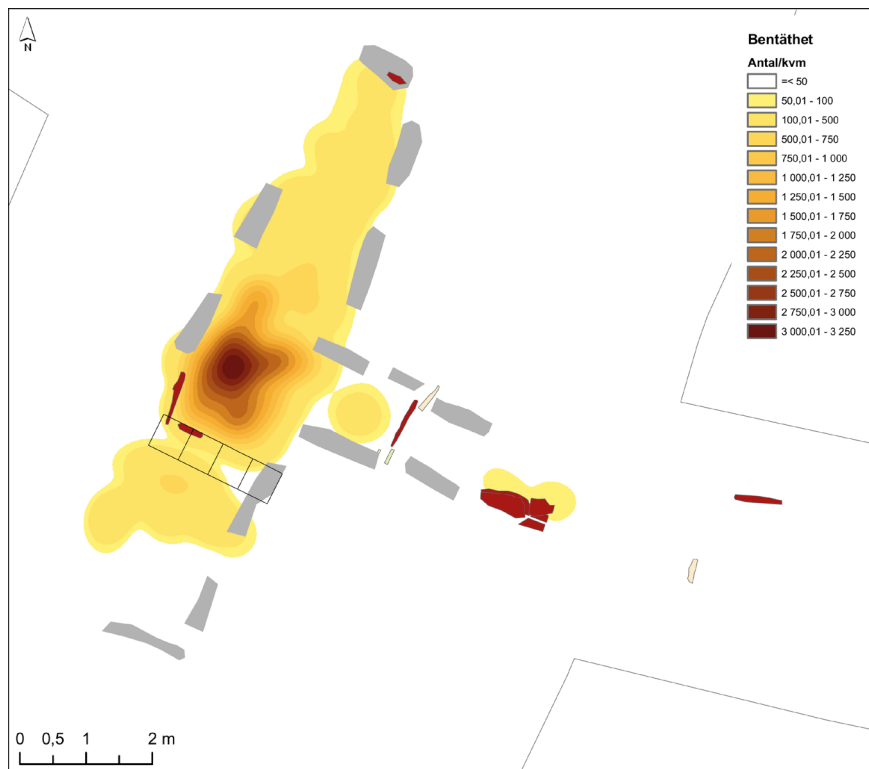 N
Bentäthet
Antal/kvm
=< 50
50,01 - 100
100,01 - 500
500,01 - 750
750,01 - 1 000
1 000,01 - 1 250
1 250,01 - 1 500
1 500,01 - 1 750
1 750,01 - 2 000
2 000,01 - 2 250
2 250,01 - 2 500
2 500,01 - 2 750
2 750,01 - 3 000
3 000,01 - 3 250
0 0,5 1 2 m